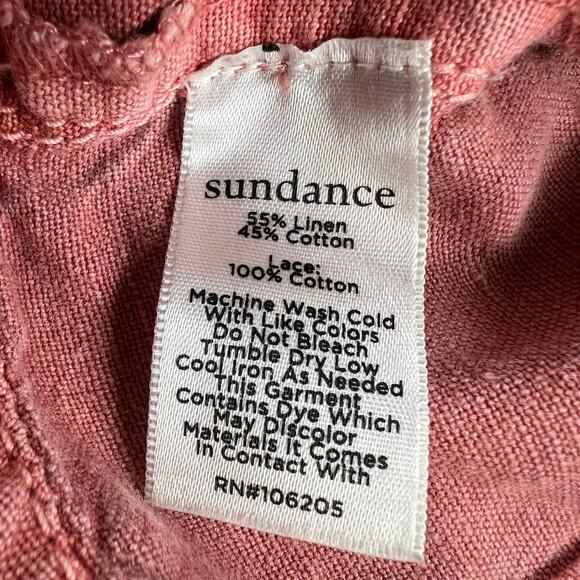 sundance
55% Linen
45% Cotton
Lace:
100% Cotton
Machine Wash Cold
With Like Colors
Do Not Bleach
Tumble Dry Low
Cool Iron As Needed
This Garment
Contains Dye Which
May Discolor
Materials It Comes
In Contact With
RN#106205